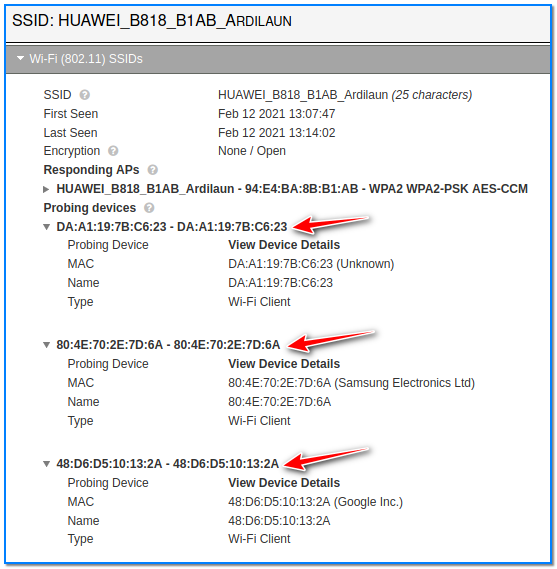 SSID: HUAWEI_B818_B1AB_ARDILAUN
Wi-Fi (802.11) SSIDs
SSID ? HUAWEI_B818_B1AB_Ardilaun (25 characters)
First Seen Feb 12 2021 13:07:47
Last Seen Feb 12 2021 13:14:02
Encryption ? None / Open
Responding APs ?
HUAWEI_B818_B1AB_Ardilaun - 94:E4:BA:8B:B1:AB - WPA2 WPA2-PSK AES-CCM
Probing devices ?
DA:A1:19:7B:C6:23 - DA:A1:19:7B:C6:23
Probing Device View Device Details
MAC DA:A1:19:7B:C6:23 (Unknown)
Name DA:A1:19:7B:C6:23
Type Wi-Fi Client
80:4E:70:2E:7D:6A - 80:4E:70:2E:7D:6A
Probing Device View Device Details
MAC 80:4E:70:2E:7D:6A (Samsung Electronics Ltd)
Name 80:4E:70:2E:7D:6A
Type Wi-Fi Client
48:D6:D5:10:13:2A - 48:D6:D5:10:13:2A
Probing Device View Device Details
MAC 48:D6:D5:10:13:2A (Google Inc.)
Name 48:D6:D5:10:13:2A
Type Wi-Fi Client